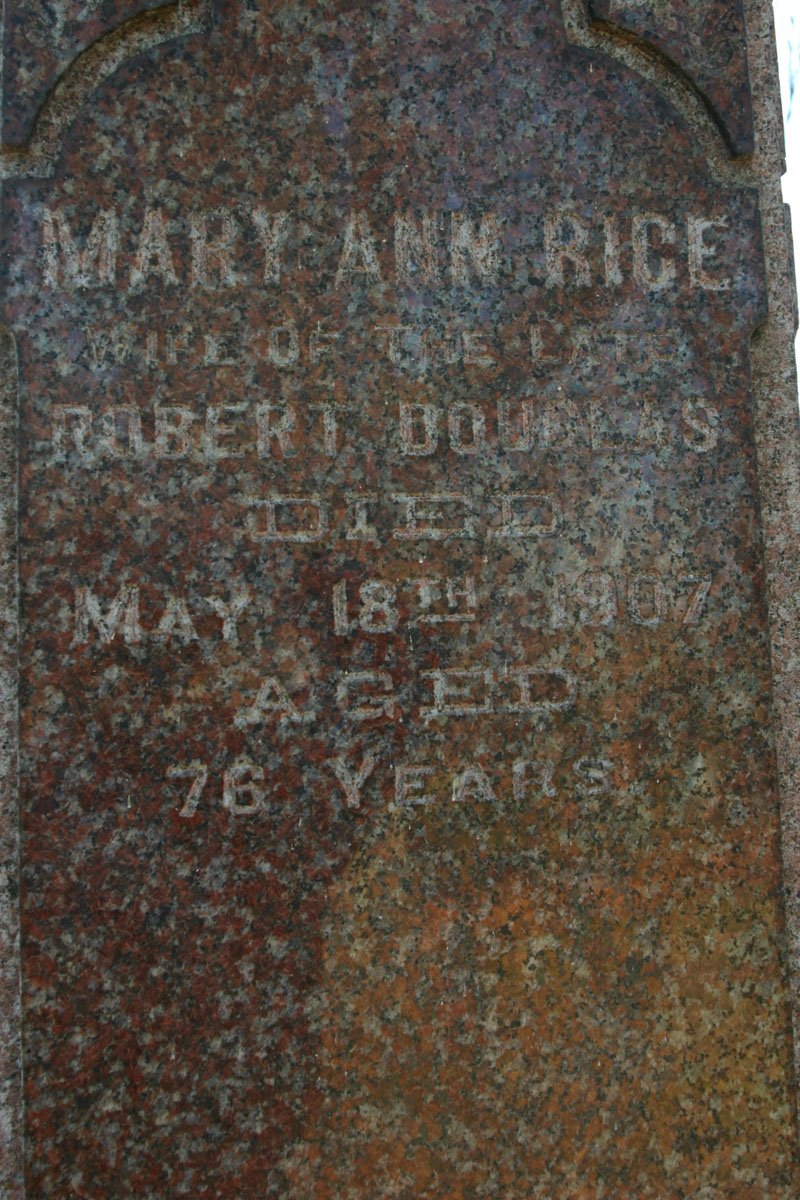 MARY ANN RICE
WIFE OF THE LATE
ROBERT DOUGLAS
DIED
MAY 18TH 1907
AGED
76 YEARS